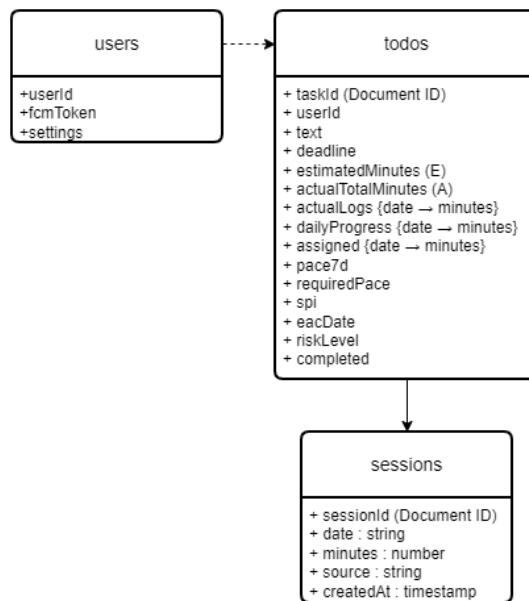 users
+userId
+fcmToken
+settings
todos
+ taskId (Document ID)
+ userId
+ text
+ deadline
+ estimatedMinutes (E)
+ actualTotalMinutes (A)
+ actualLogs {date → minutes}
+ dailyProgress {date → minutes}
+ assigned {date → minutes}
+ pace7d
+ requiredPace
+ spi
+ eacDate
+ riskLevel
+ completed
sessions
+ sessionId (Document ID)
+ date : string
+ minutes : number
+ source : string
+ createdAt : timestamp